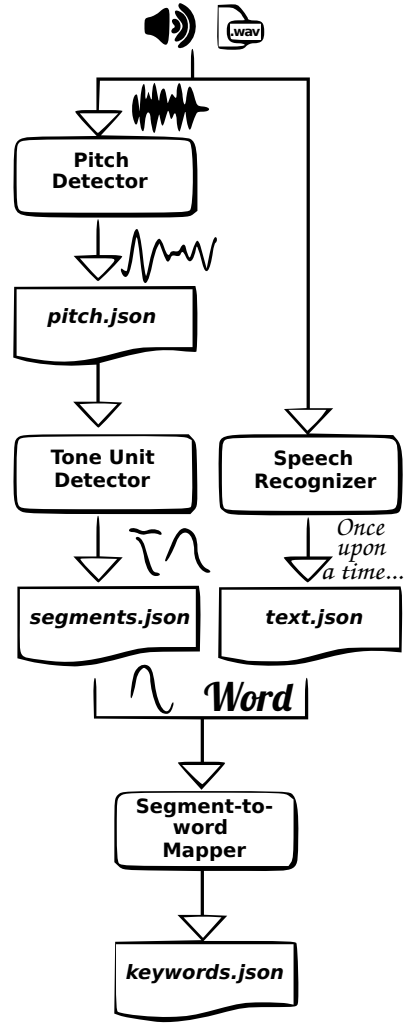 .wav
Pitch
Detector
pitch.json
Tone Unit
Detector
Speech
Recognizer
Once
upon
a time...
segments.json
text.json
Word
Segment-to-
word
Mapper
keywords.json